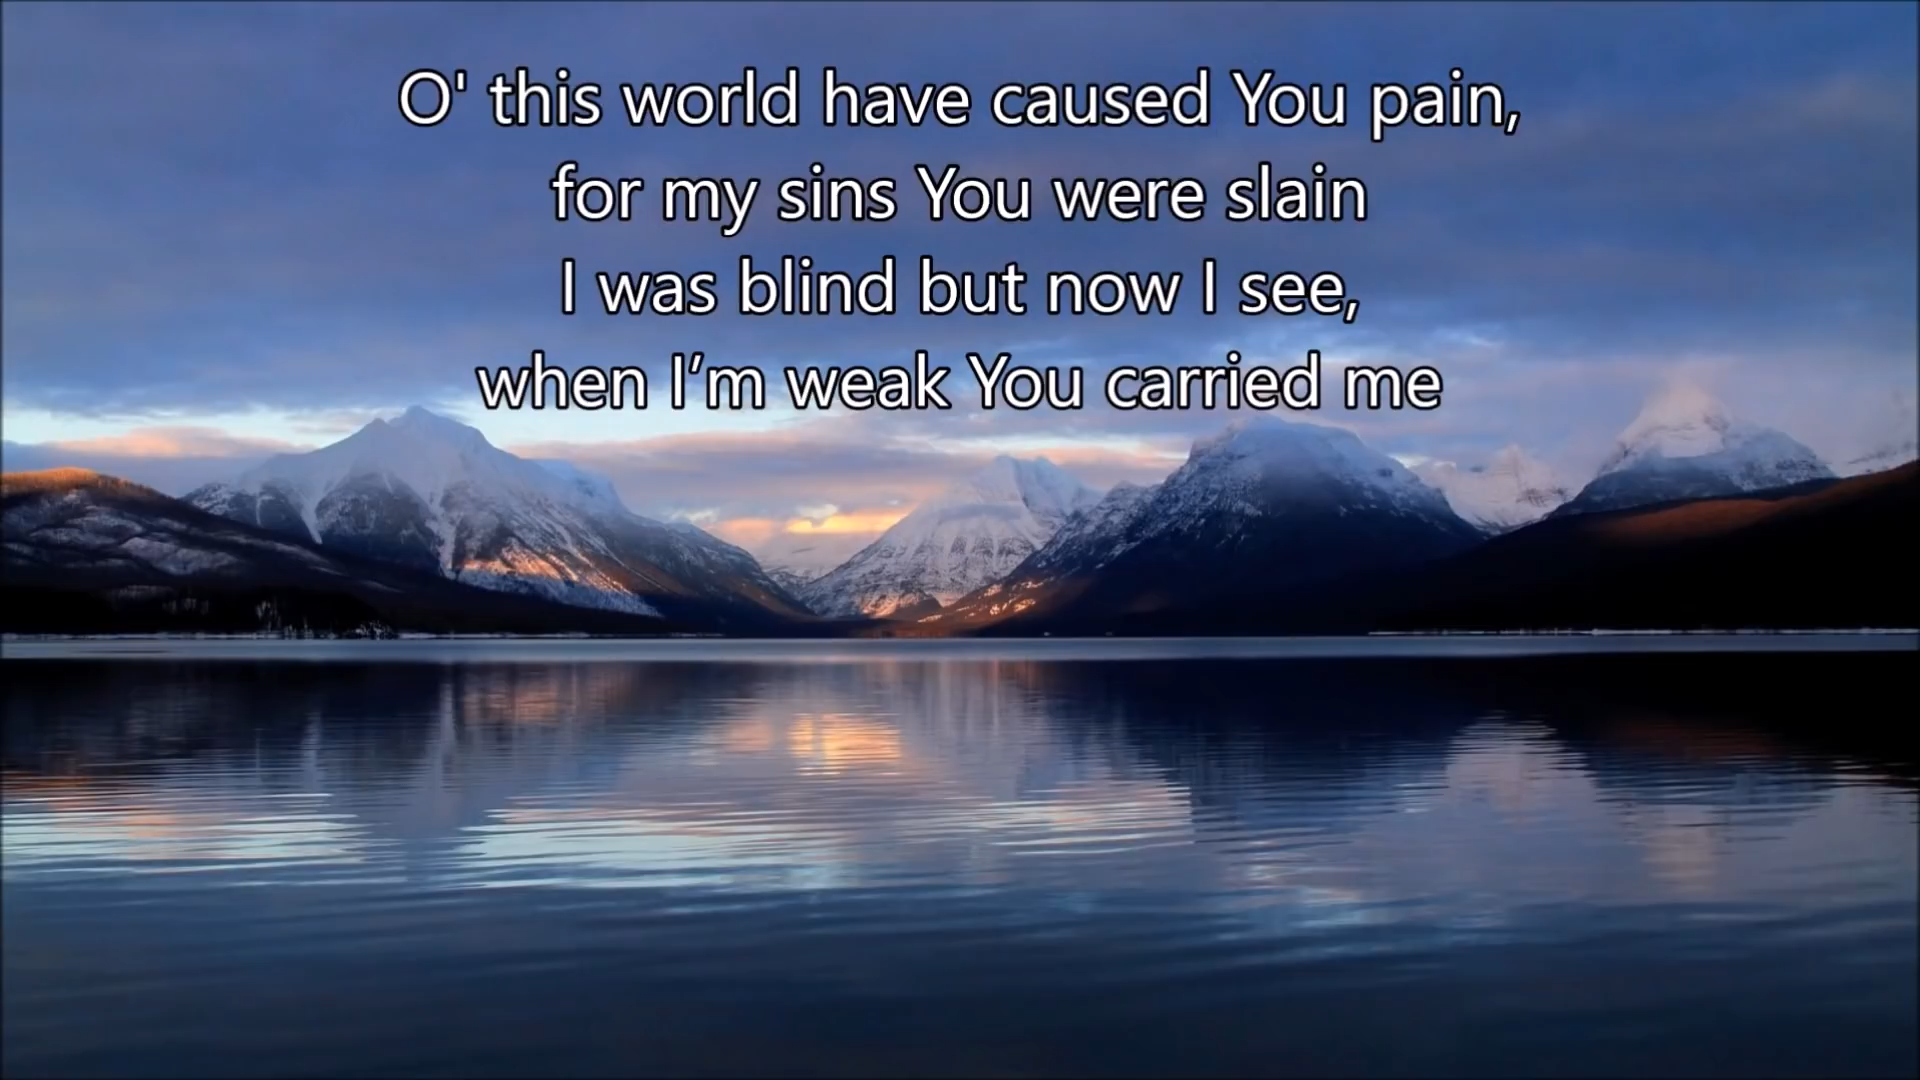 O' this world have caused You pain,
for my sins You were slain
I was blind but now I see,
when I’m weak You carried me